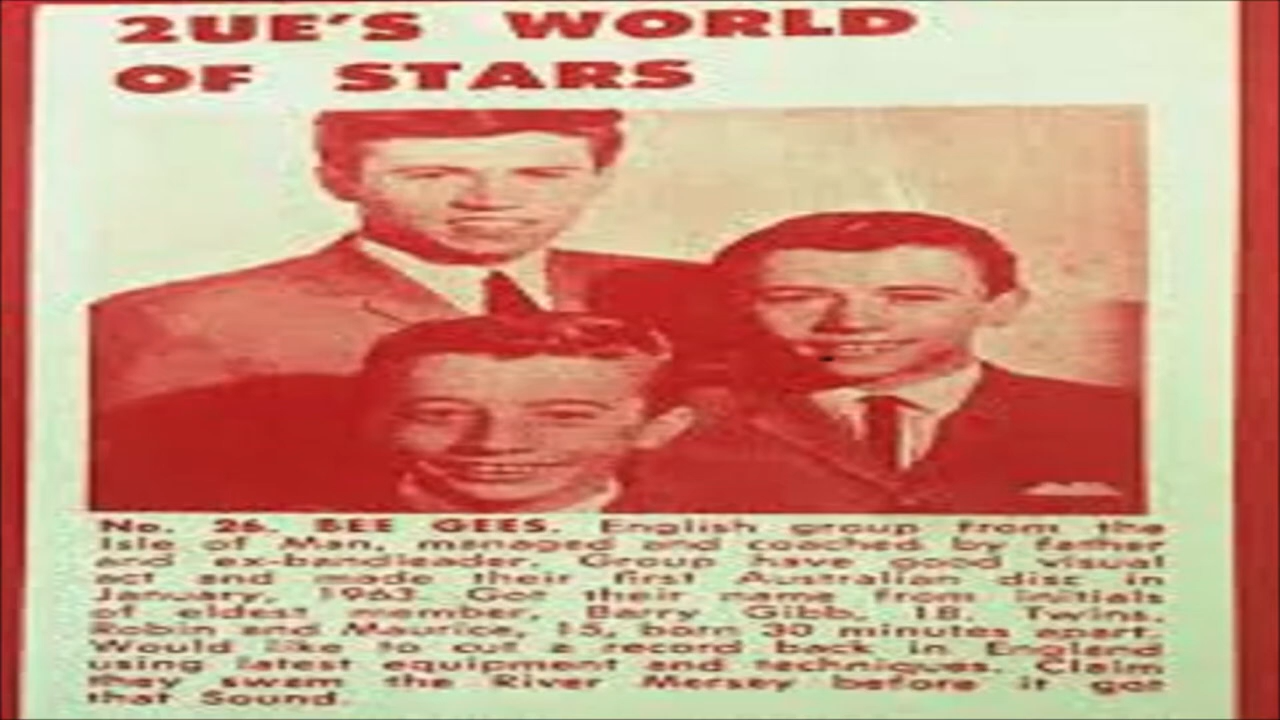 2UE'S WORLD
OF STARS
No. 26. BEE GEES. English group from the
Isle of Man, managed and coached by father
and ex-bandleader. Group have good visual
act and made their first Australian disc in
January, 1963. Got their name from initials
of eldest member, Barry Gibb, 18. Twins,
Robin and Maurice, 15, born 30 minutes apart.
Would like to cut a record back in England
using latest equipment and techniques. Claim
they swam the River Mersey before it got
that Sound.